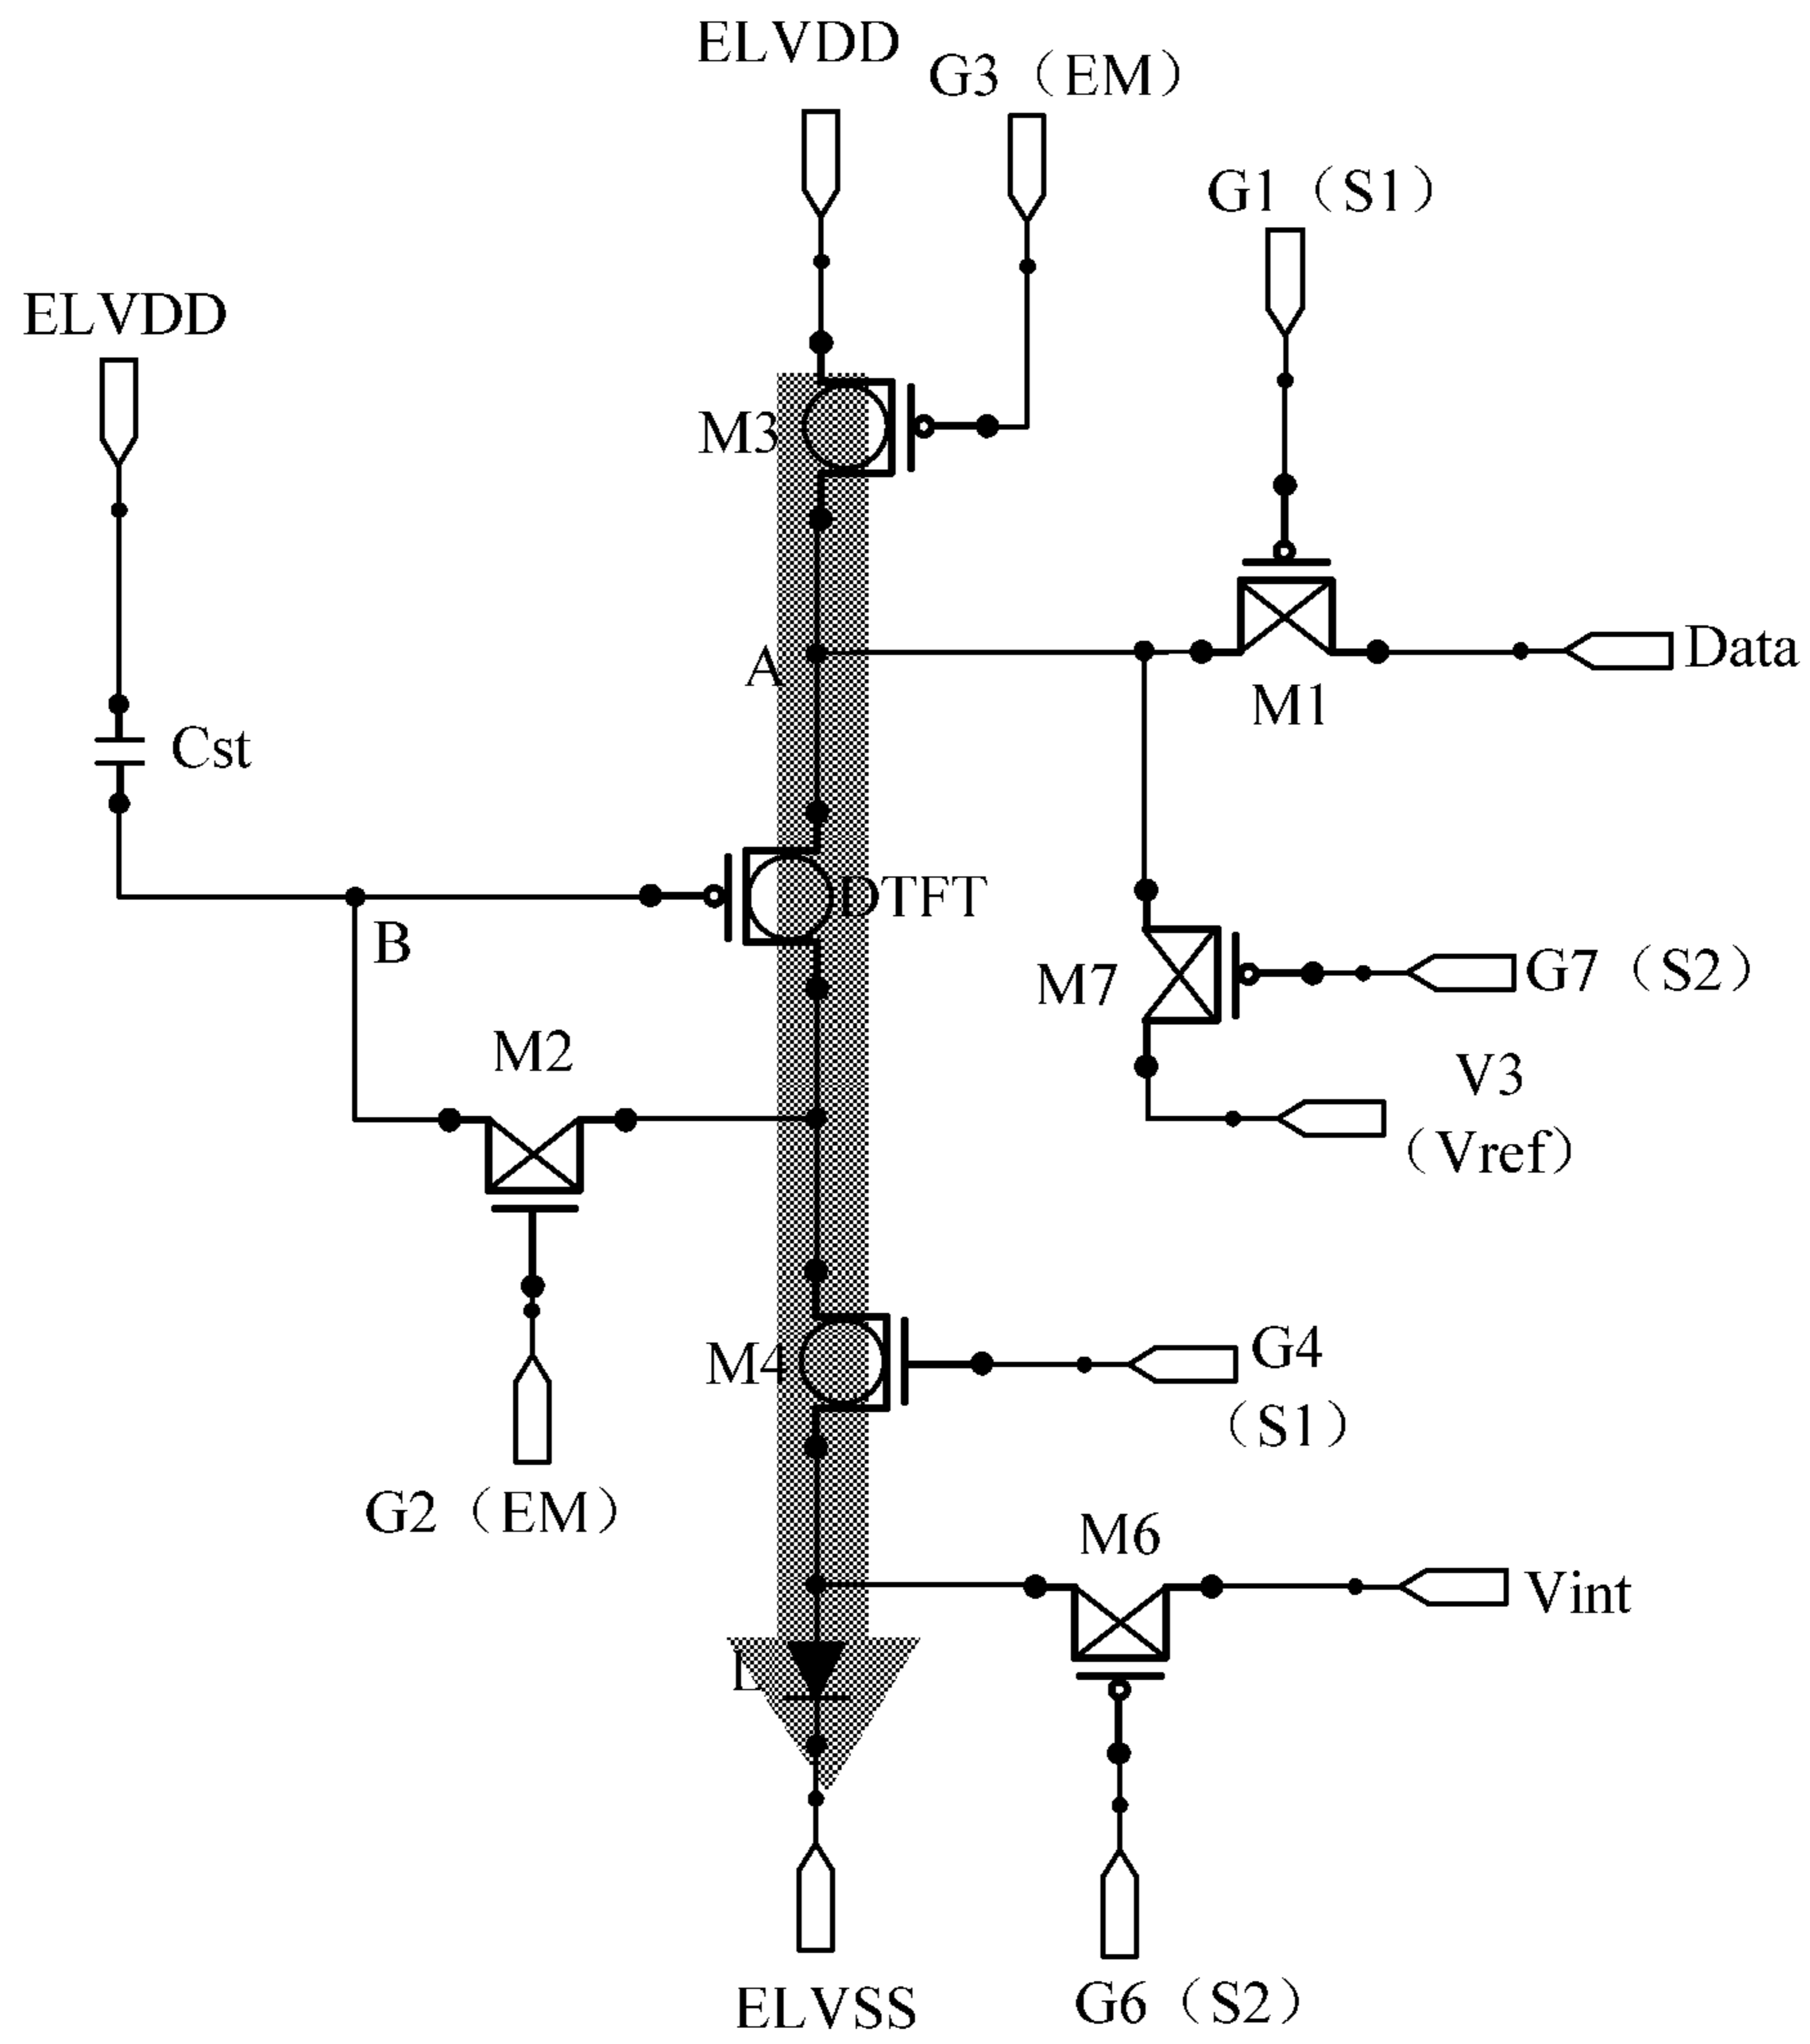 ELVDD
G3（EM）
G1（S1）
ELVDD
M3
A
Data
M1
Cst
DTFT
B
M7
G7（S2）
M2
V3
（Vref）
M4
G4
（S1）
G2（EM）
M6
Vint
L
ELVSS
G6（S2）